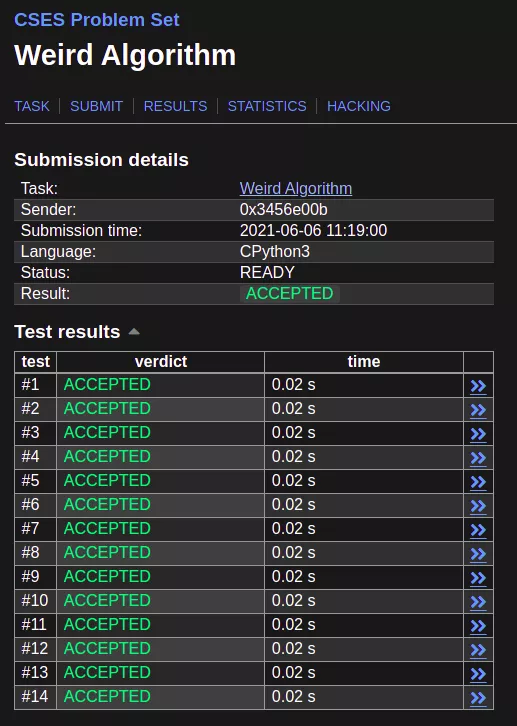 CSES Problem Set
Weird Algorithm
TASK | SUBMIT | RESULTS | STATISTICS | HACKING
Submission details
Task: Weird Algorithm
Sender: 0x3456e00b
Submission time: 2021-06-06 11:19:00
Language: CPython3
Status: READY
Result: ACCEPTED
Test results
test verdict time
#1 ACCEPTED 0.02 s »
#2 ACCEPTED 0.02 s »
#3 ACCEPTED 0.02 s »
#4 ACCEPTED 0.02 s »
#5 ACCEPTED 0.02 s »
#6 ACCEPTED 0.02 s »
#7 ACCEPTED 0.02 s »
#8 ACCEPTED 0.02 s »
#9 ACCEPTED 0.02 s »
#10 ACCEPTED 0.02 s »
#11 ACCEPTED 0.02 s »
#12 ACCEPTED 0.02 s »
#13 ACCEPTED 0.02 s »
#14 ACCEPTED 0.02 s »